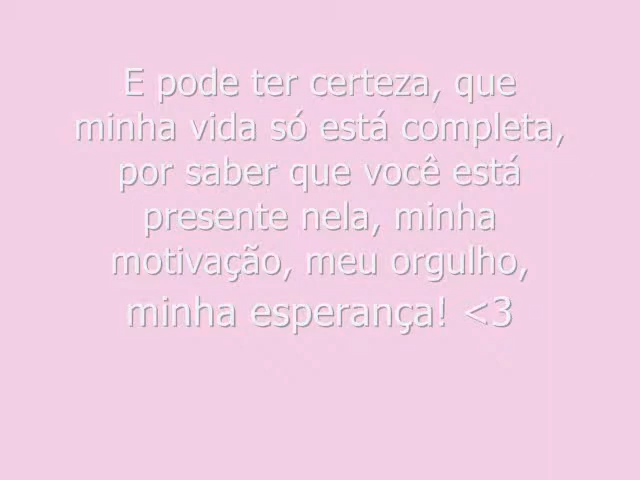 E pode ter certeza, que
minha vida só está completa,
por saber que você está
presente nela, minha
motivação, meu orgulho,
minha esperança! <3